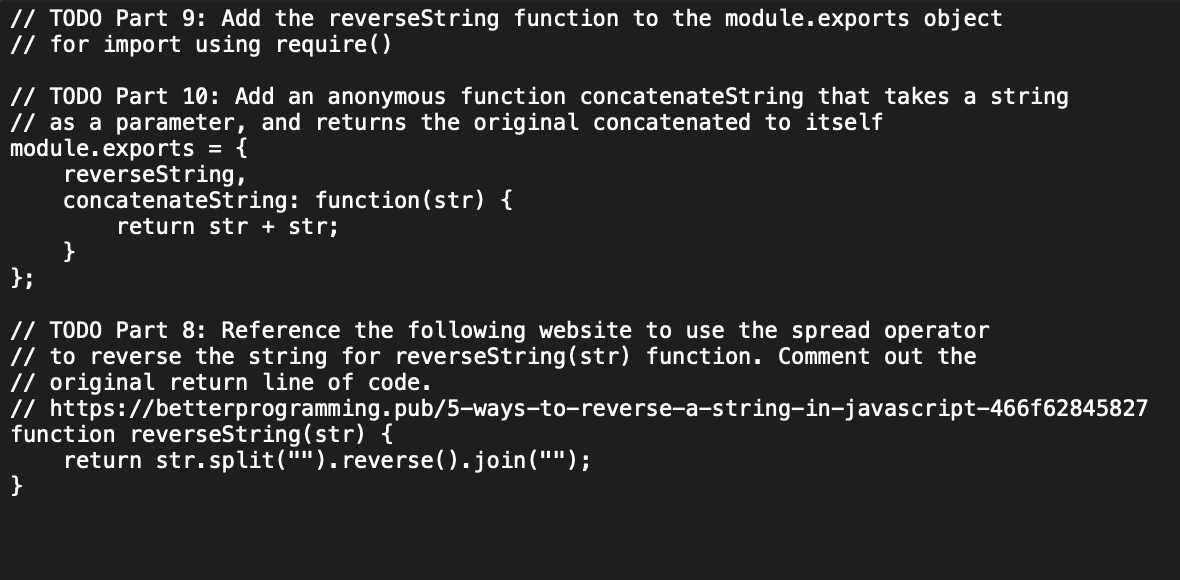 // TODO Part 9: Add the reverseString function to the module.exports object
// for import using require()

// TODO Part 10: Add an anonymous function concatenateString that takes a string
// as a parameter, and returns the original concatenated to itself
module.exports = {
    reverseString,
    concatenateString: function(str) {
        return str + str;
    }
};

// TODO Part 8: Reference the following website to use the spread operator
// to reverse the string for reverseString(str) function. Comment out the
// original return line of code.
// https://betterprogramming.pub/5-ways-to-reverse-a-string-in-javascript-466f62845827
function reverseString(str) {
    return str.split("").reverse().join("");
}